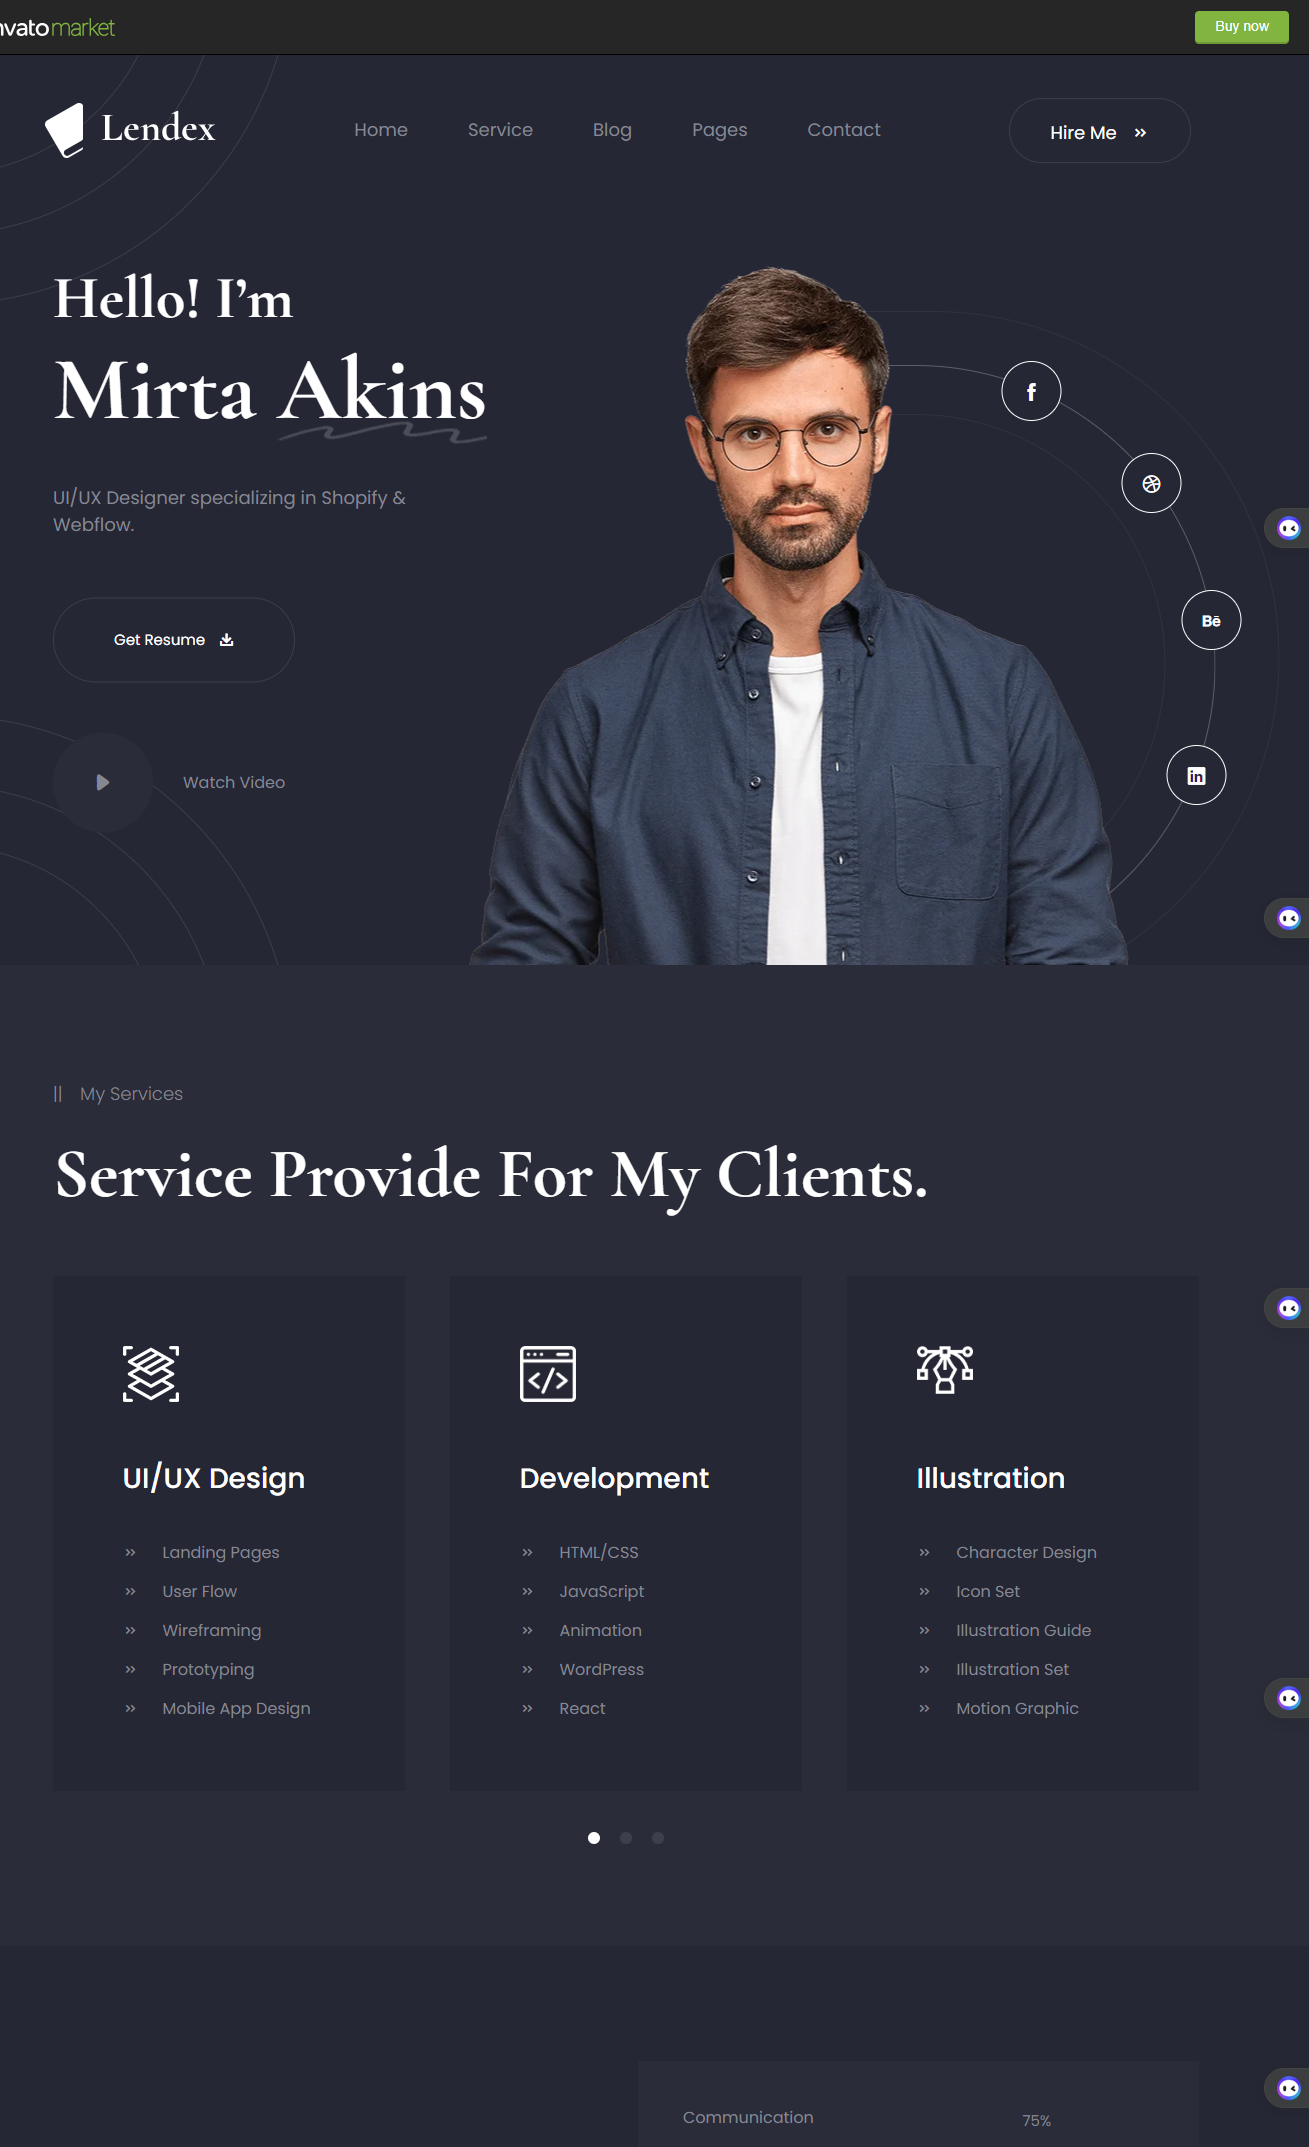 nvatomarket
Buy now
Lendex
Home
Service
Blog
Pages
Contact
Hire Me »
Hello! I’m
Mirta Akins
UI/UX Designer specializing in Shopify &
Webflow.
Get Resume
Watch Video
f
Bē
in
|| My Services
Service Provide For My Clients.
UI/UX Design
» Landing Pages
» User Flow
» Wireframing
» Prototyping
» Mobile App Design
</>
Development
» HTML/CSS
» JavaScript
» Animation
» WordPress
» React
Illustration
» Character Design
» Icon Set
» Illustration Guide
» Illustration Set
» Motion Graphic
Communication
75%